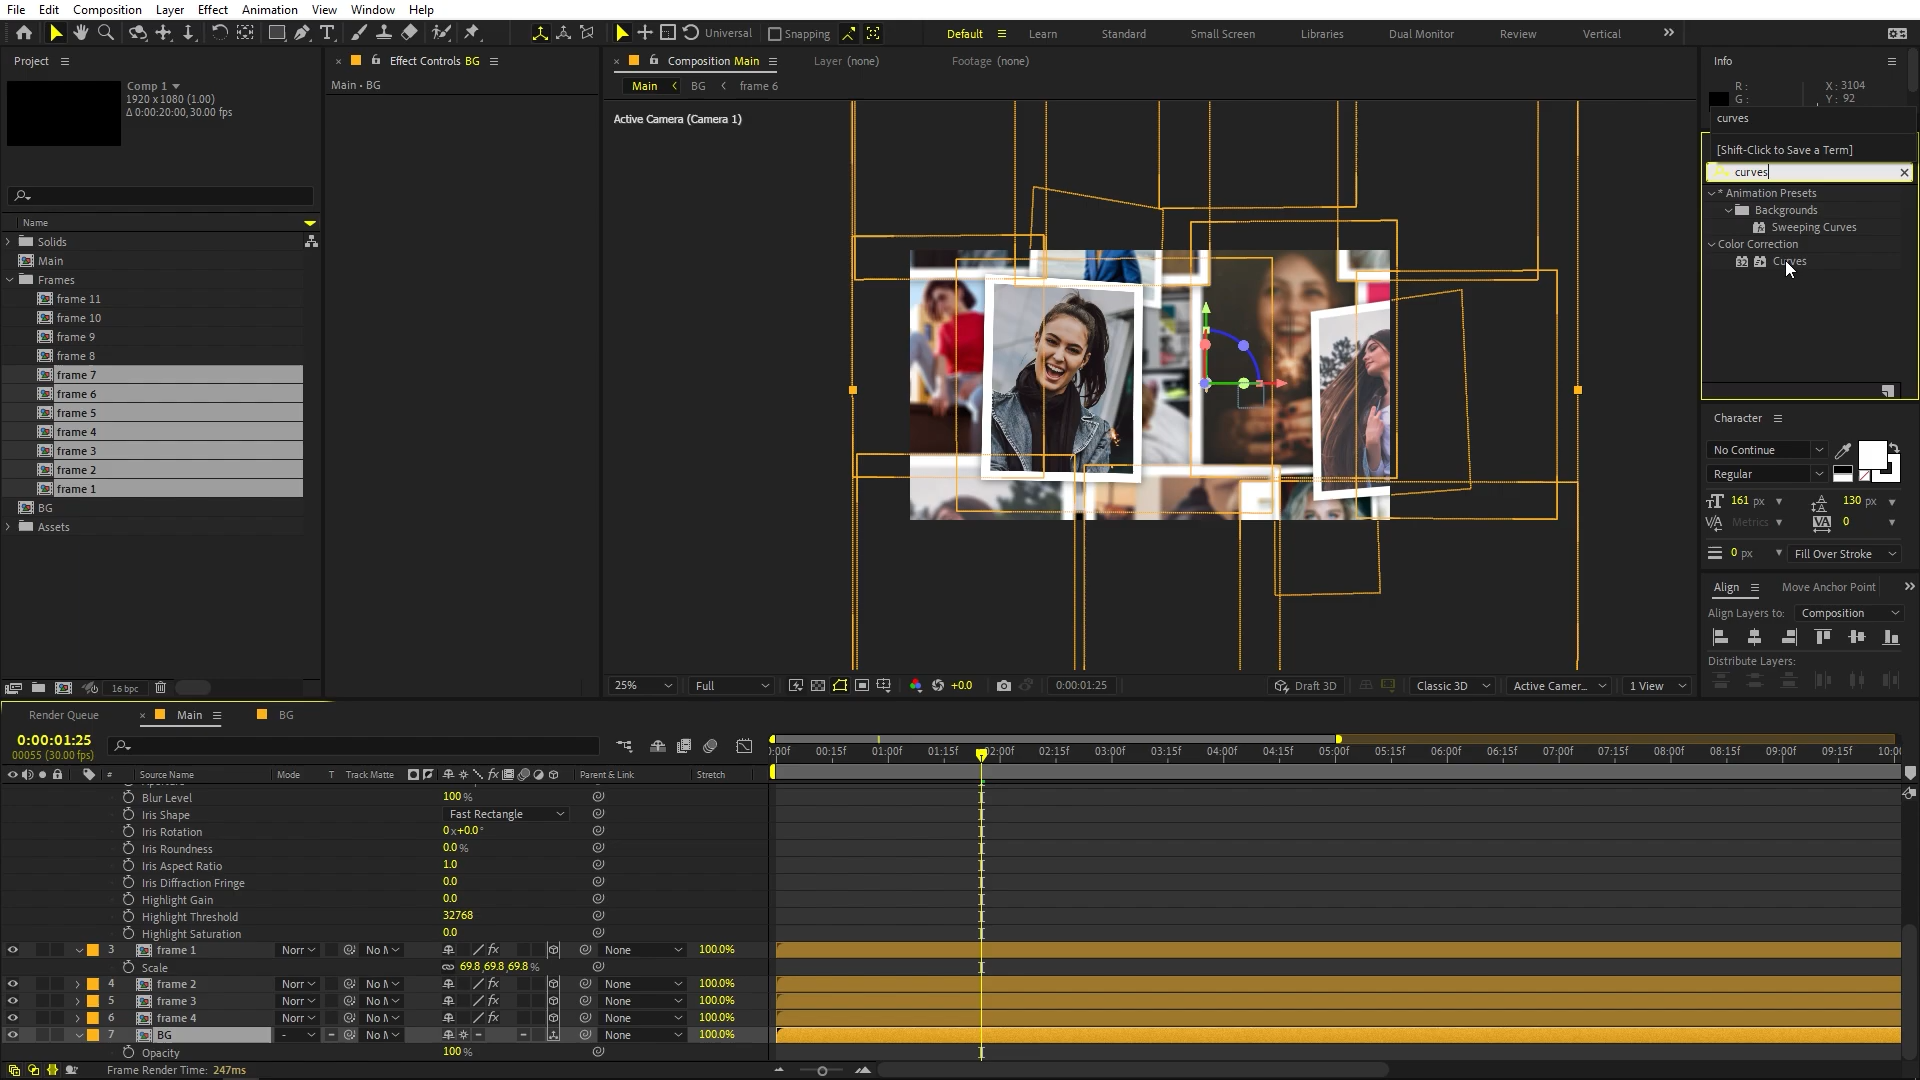 File Edit Composition Layer Effect Animation View Window Help
Universal Snapping Default Learn Standard Small Screen Libraries Dual Monitor Review Vertical
Project
Effect Controls BG
Composition Main Layer (none) Footage (none)
Info
Comp 1
1920 x 1080 (1.00)
Δ 0:00:20:00, 30.00 fps
Main • BG
Main BG frame 6
R :
G :
X : 3104
Y : 92
Active Camera (Camera 1)
curves
[Shift-Click to Save a Term]
curves
* Animation Presets
Backgrounds
Sweeping Curves
Color Correction
Curves
Name
Solids
Main
Frames
frame 11
frame 10
frame 9
frame 8
frame 7
frame 6
frame 5
frame 4
frame 3
frame 2
frame 1
BG
Assets
Character
No Continue
Regular
161 px 130 px
Metrics 0
0 px Fill Over Stroke
Align Move Anchor Point
Align Layers to: Composition
Distribute Layers:
16 bpc
25% Full +0.0 0:00:01:25 Draft 3D Classic 3D Active Camer... 1 View
Render Queue Main BG
0:00:01:25
00055 (30.00 fps)
:00f 00:15f 01:00f 01:15f 02:00f 02:15f 03:00f 03:15f 04:00f 04:15f 05:00f 05:15f 06:00f 06:15f 07:00f 07:15f 08:00f 08:15f 09:00f 09:15f 10:00
# Source Name Mode T Track Matte Parent & Link Stretch
Blur Level 100 %
Iris Shape Fast Rectangle
Iris Rotation 0 x+0.0 °
Iris Roundness 0.0 %
Iris Aspect Ratio 1.0
Iris Diffraction Fringe 0.0
Highlight Gain 0.0
Highlight Threshold 32768
Highlight Saturation 0.0
3 frame 1 Norr No M None 100.0%
Scale 69.8,69.8,69.8 %
4 frame 2 Norr No M None 100.0%
5 frame 3 Norr No M None 100.0%
6 frame 4 Norr No M None 100.0%
7 BG - No M None 100.0%
Opacity 100 %
Frame Render Time: 247ms